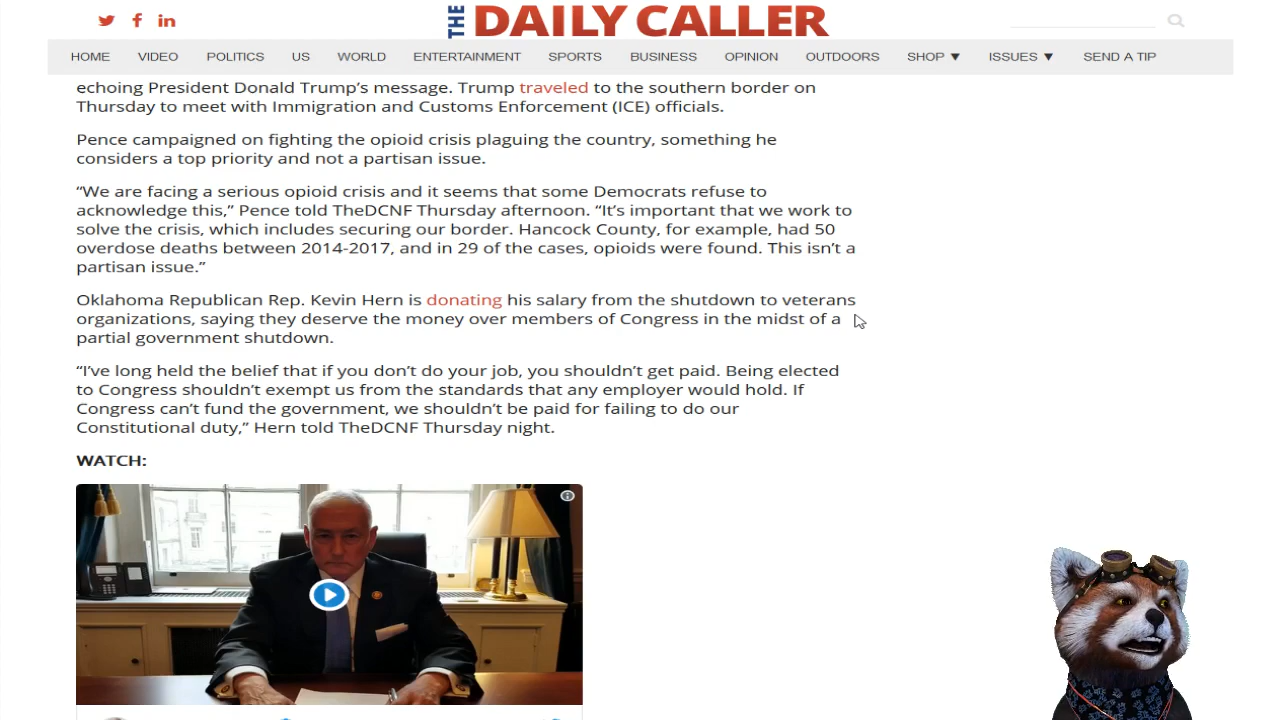 THE DAILY CALLER
HOME VIDEO POLITICS US WORLD ENTERTAINMENT SPORTS BUSINESS OPINION OUTDOORS SHOP ▼ ISSUES ▼ SEND A TIP
echoing President Donald Trump’s message. Trump traveled to the southern border on
Thursday to meet with Immigration and Customs Enforcement (ICE) officials.
Pence campaigned on fighting the opioid crisis plaguing the country, something he
considers a top priority and not a partisan issue.
“We are facing a serious opioid crisis and it seems that some Democrats refuse to
acknowledge this,” Pence told TheDCNF Thursday afternoon. “It’s important that we work to
solve the crisis, which includes securing our border. Hancock County, for example, had 50
overdose deaths between 2014-2017, and in 29 of the cases, opioids were found. This isn’t a
partisan issue.”
Oklahoma Republican Rep. Kevin Hern is donating his salary from the shutdown to veterans
organizations, saying they deserve the money over members of Congress in the midst of a
partial government shutdown.
“I’ve long held the belief that if you don’t do your job, you shouldn’t get paid. Being elected
to Congress shouldn’t exempt us from the standards that any employer would hold. If
Congress can’t fund the government, we shouldn’t be paid for failing to do our
Constitutional duty,” Hern told TheDCNF Thursday night.
WATCH: